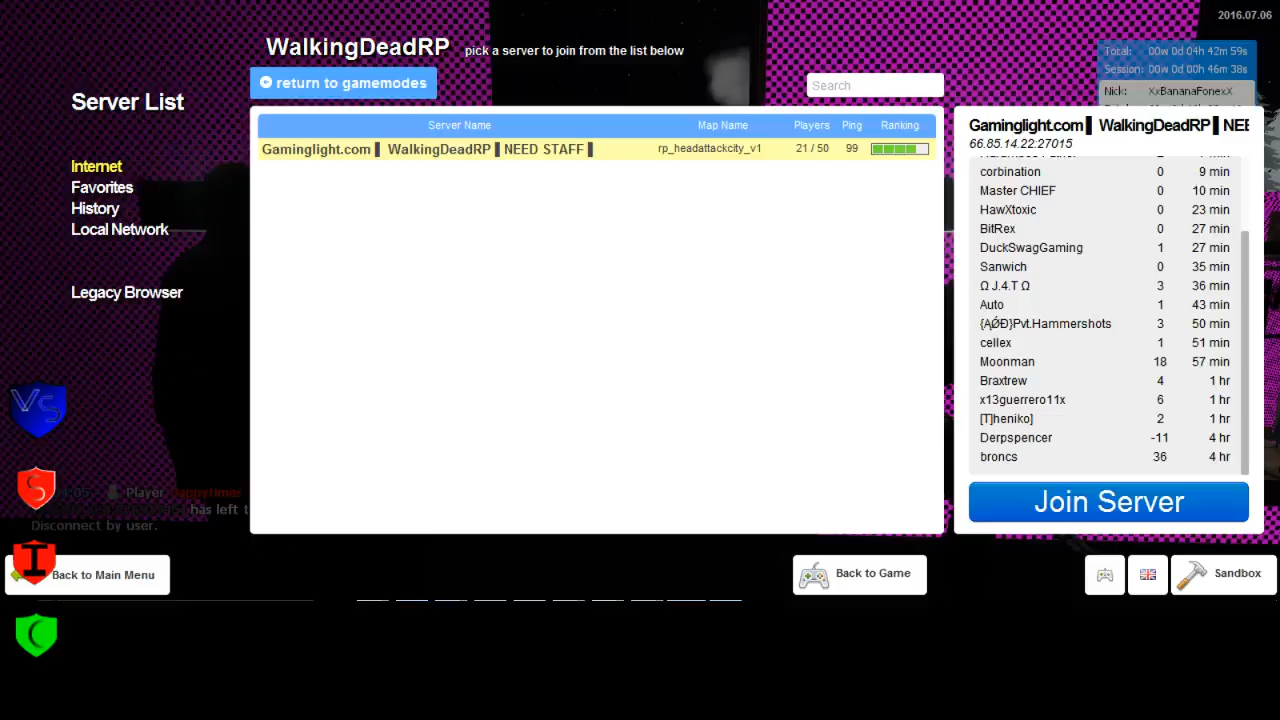 2016.07.06
WalkingDeadRP pick a server to join from the list below
Total: 00w 0d 04h 42m 59s
Session: 00w 0d 00h 46m 38s
Nick: XxBananaFonexX
return to gamemodes
Search
Server List
Internet
Favorites
History
Local Network
Legacy Browser
Server Name Map Name Players Ping Ranking
Gaminglight.com ▌ WalkingDeadRP ▌NEED STAFF ▌ rp_headattackcity_v1 21 / 50 99
Gaminglight.com ▌ WalkingDeadRP ▌NEE
66.85.14.22:27015
corbination 0 9 min
Master CHIEF 0 10 min
HawXtoxic 0 23 min
BitRex 0 27 min
DuckSwagGaming 1 27 min
Sanwich 0 35 min
Ω J.4.T Ω 3 36 min
Auto 1 43 min
{ĄǾĐ}Pvt.Hammershots 3 50 min
cellex 1 51 min
Moonman 18 57 min
Braxtrew 4 1 hr
x13guerrero11x 6 1 hr
[T]heniko] 2 1 hr
Derpspencer -11 4 hr
broncs 36 4 hr
Join Server
VS
S
I
Player
has left t
Disconnect by user.
Back to Main Menu
Back to Game
Sandbox